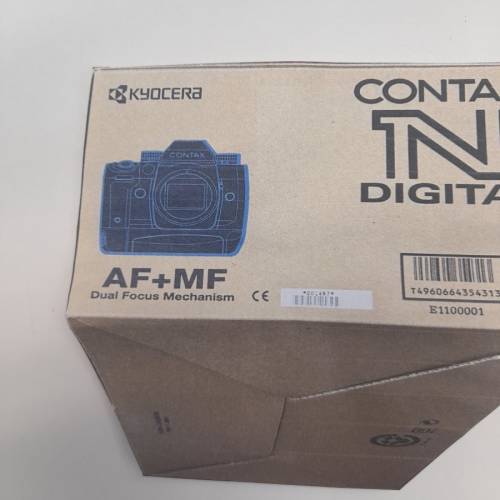 KYOCERA
CONTA
N
DIGITA
CONTAX
AF+MF
Dual Focus Mechanism
CE
T4960664354313
E1100001